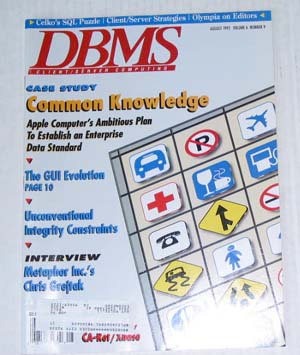 Celko's SQL Puzzle | Client/Server Strategies | Olympia on Editors
DBMS
AUGUST 1993 VOLUME 6 NUMBER 9
CLIENT/SERVER COMPUTING
CASE STUDY
Common Knowledge
Apple Computer's Ambitious Plan
To Establish an Enterprise
Data Standard
The GUI Evolution
PAGE 10
Unconventional
Integrity Constraints
INTERVIEW
Metaphor Inc.'s
Chris Grejtak
CA-Ret / Xbase